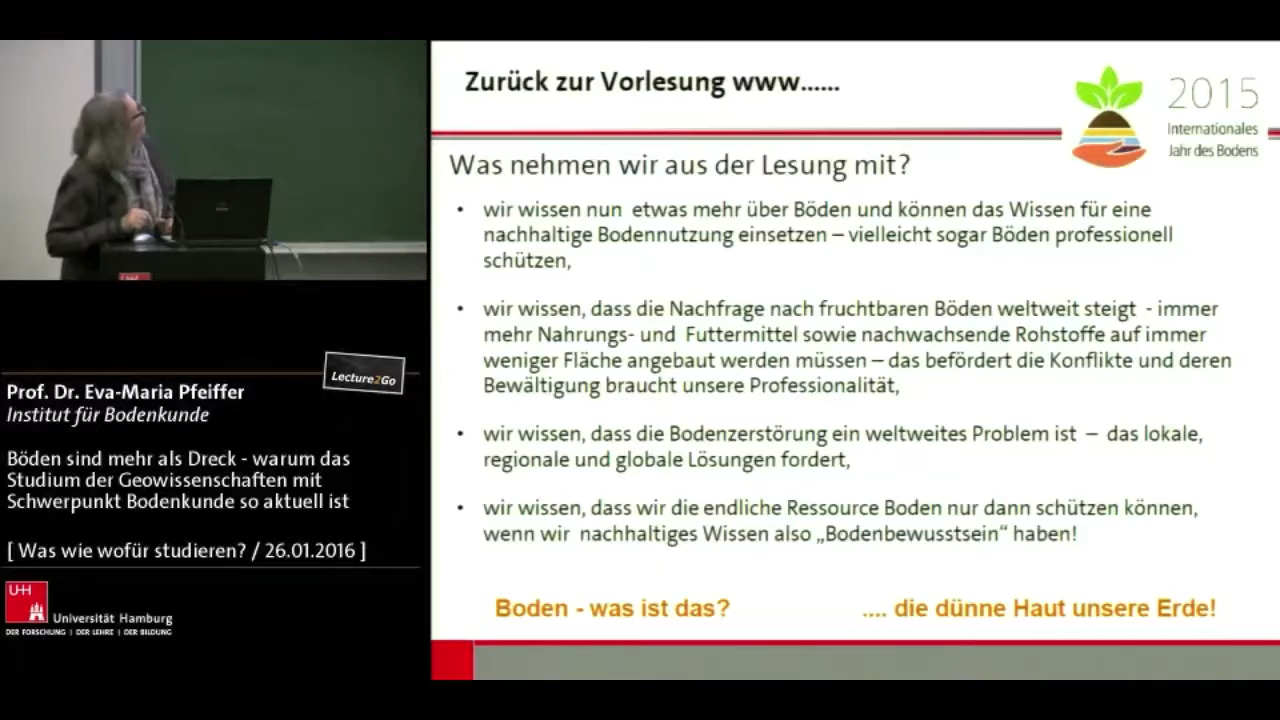 Zurück zur Vorlesung www......
2015
Internationales
Jahr des Bodens
Was nehmen wir aus der Lesung mit?
• wir wissen nun etwas mehr über Böden und können das Wissen für eine
nachhaltige Bodennutzung einsetzen – vielleicht sogar Böden professionell
schützen,
• wir wissen, dass die Nachfrage nach fruchtbaren Böden weltweit steigt - immer
mehr Nahrungs- und Futtermittel sowie nachwachsende Rohstoffe auf immer
weniger Fläche angebaut werden müssen – das befördert die Konflikte und deren
Bewältigung braucht unsere Professionalität,
• wir wissen, dass die Bodenzerstörung ein weltweites Problem ist – das lokale,
regionale und globale Lösungen fordert,
• wir wissen, dass wir die endliche Ressource Boden nur dann schützen können,
wenn wir nachhaltiges Wissen also „Bodenbewusstsein“ haben!
Boden - was ist das? .... die dünne Haut unsere Erde!
Lecture2Go
Prof. Dr. Eva-Maria Pfeiffer
Institut für Bodenkunde
Böden sind mehr als Dreck - warum das
Studium der Geowissenschaften mit
Schwerpunkt Bodenkunde so aktuell ist
[ Was wie wofür studieren? / 26.01.2016 ]
UH
Universität Hamburg
DER FORSCHUNG | DER LEHRE | DER BILDUNG